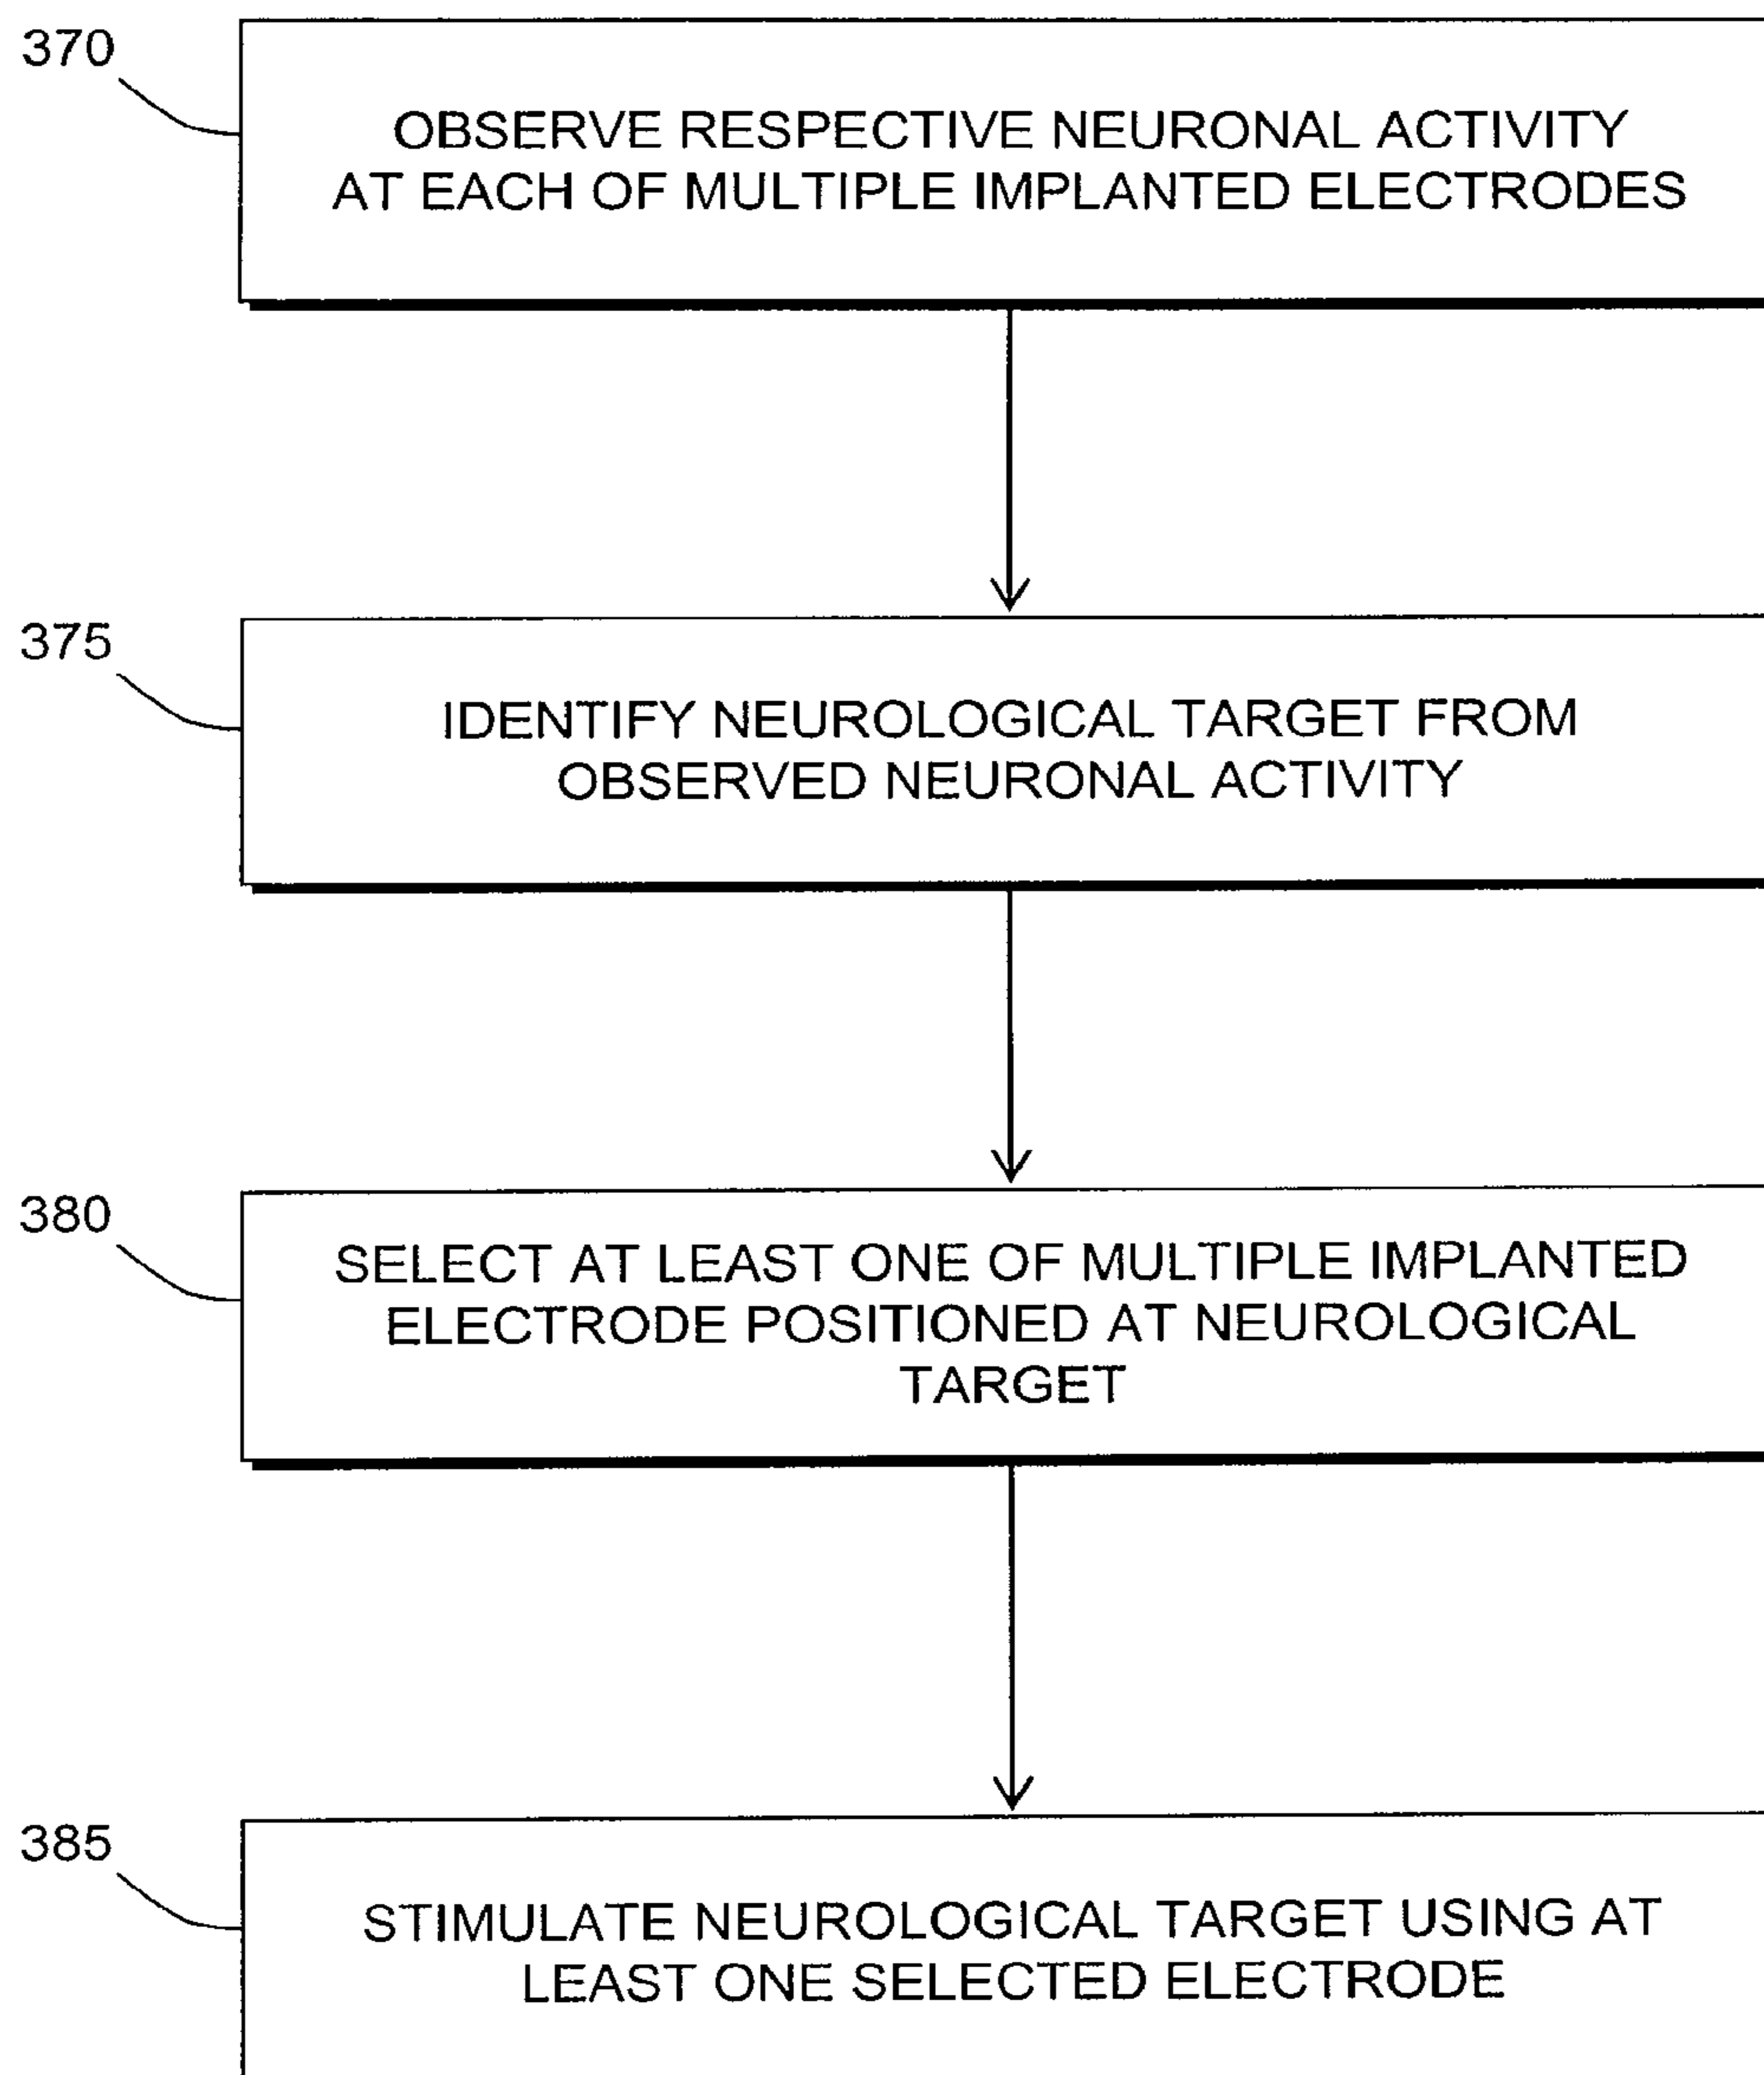 370
OBSERVE RESPECTIVE NEURONAL ACTIVITY
AT EACH OF MULTIPLE IMPLANTED ELECTRODES
375
IDENTIFY NEUROLOGICAL TARGET FROM
OBSERVED NEURONAL ACTIVITY
380
SELECT AT LEAST ONE OF MULTIPLE IMPLANTED
ELECTRODE POSITIONED AT NEUROLOGICAL
TARGET
385
STIMULATE NEUROLOGICAL TARGET USING AT
LEAST ONE SELECTED ELECTRODE